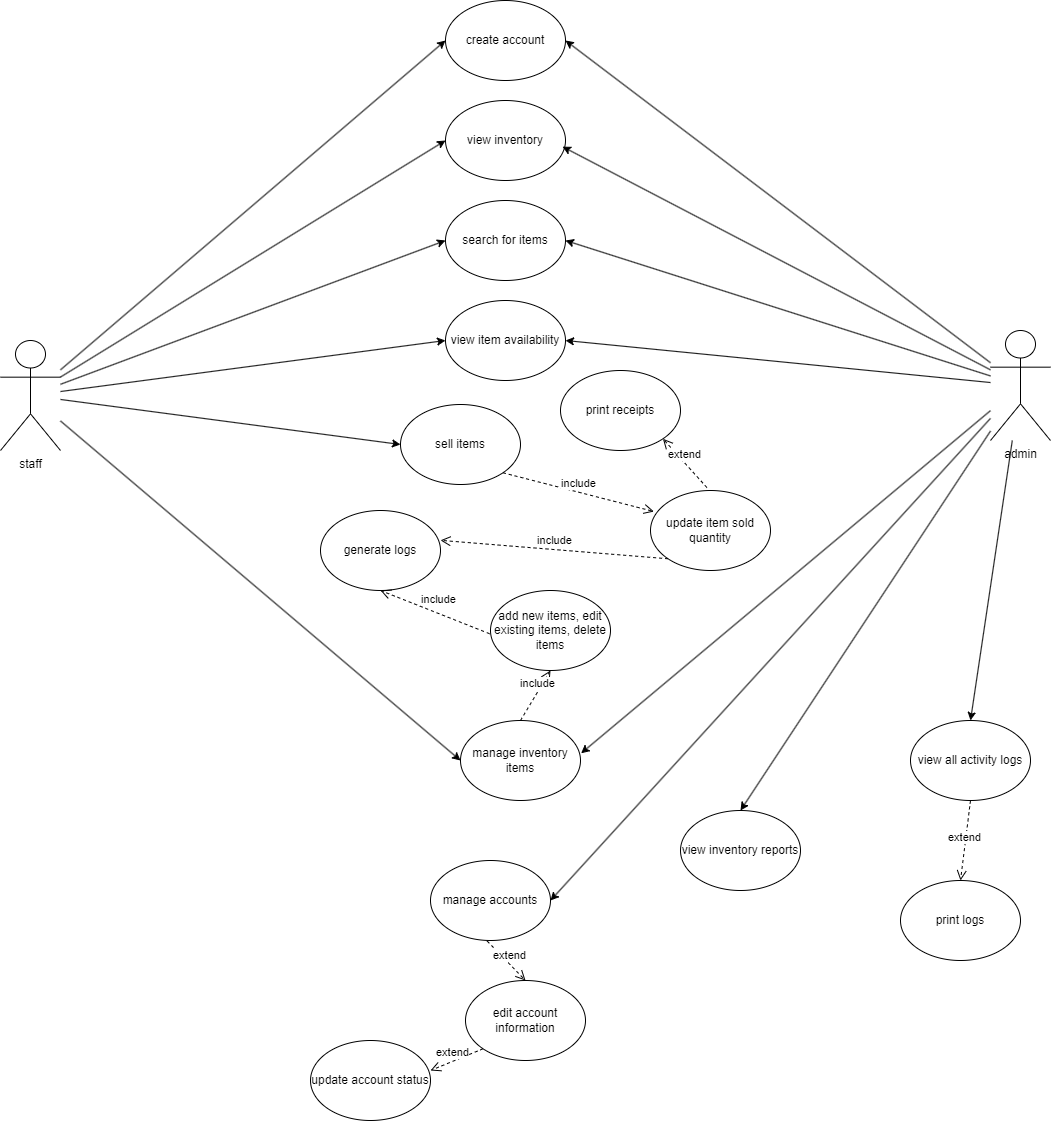 create account
view inventory
search for items
view item availability
print receipts
sell items
extend
admin
staff
include
update item sold
quantity
include
generate logs
include
add new items, edit
existing items, delete
items
include
manage inventory
items
view all activity logs
extend
view inventory reports
manage accounts
print logs
extend
edit account
information
extend
update account status